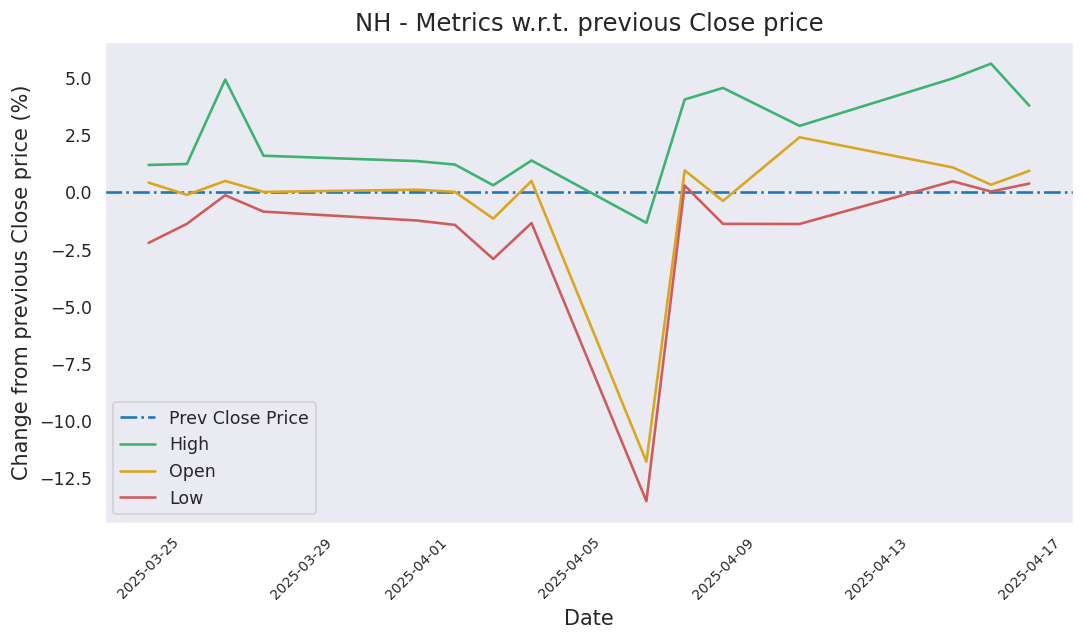 NH - Metrics w.r.t. previous Close price
Change from previous Close price (%)
5.0
2.5
0.0
−2.5
−5.0
−7.5
−10.0
−12.5
Prev Close Price
High
Open
Low
2025-03-25
2025-03-29
2025-04-01
2025-04-05
2025-04-09
2025-04-13
2025-04-17
Date